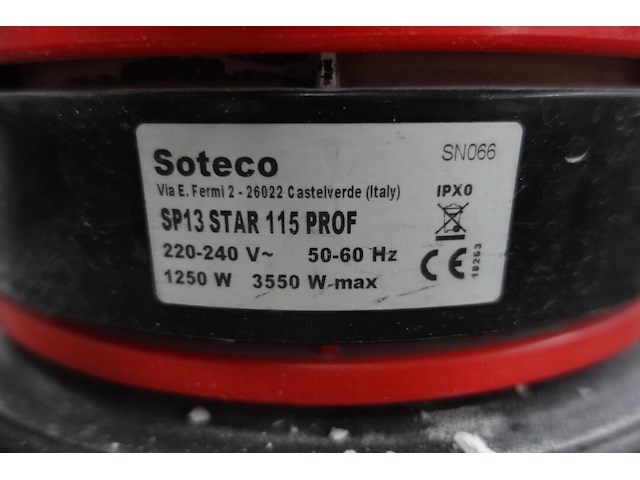 Soteco
SN066
Via E. Fermi 2 - 26022 Castelverde (Italy)
IPX0
SP13 STAR 115 PROF
220-240 V~ 50-60 Hz
1250 W 3550 W-max
CE
18263